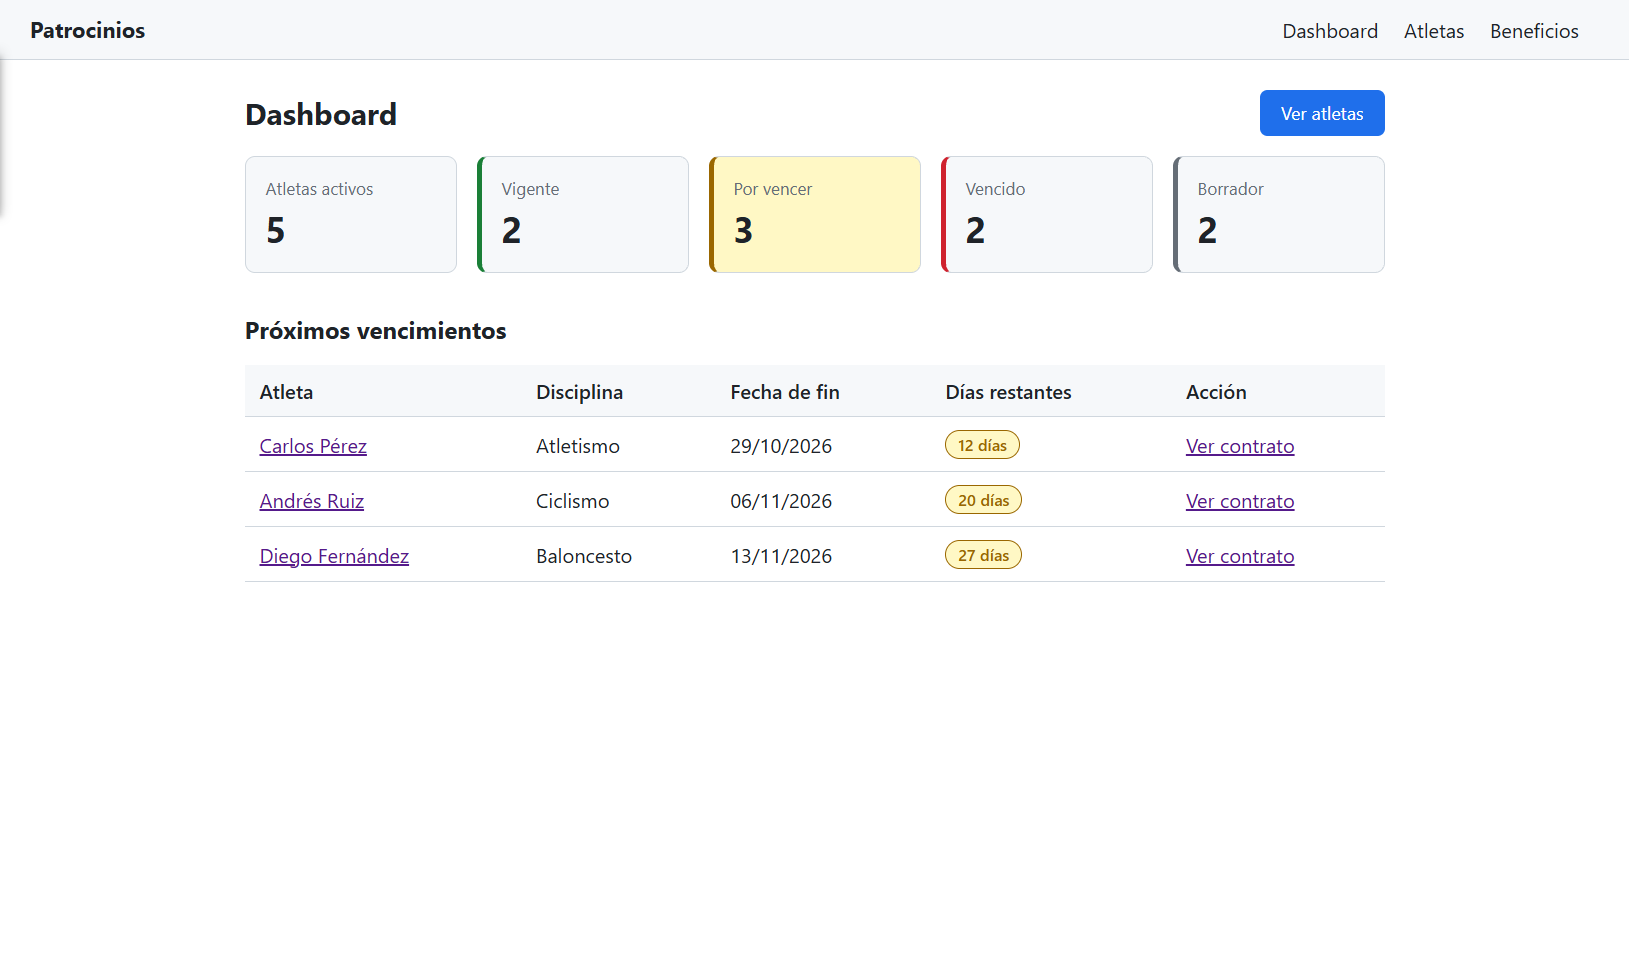 Patrocinios Dashboard Atletas Beneficios
Dashboard Ver atletas
Atletas activos Vigente Por vencer Vencido Borrador
5 2 3 2 2
Próximos vencimientos
Atleta Disciplina Fecha de fin Días restantes Acción
Carlos Pérez Atletismo 29/10/2026 12 días Ver contrato
Andrés Ruiz Ciclismo 06/11/2026 20 días Ver contrato
Diego Fernández Baloncesto 13/11/2026 27 días Ver contrato